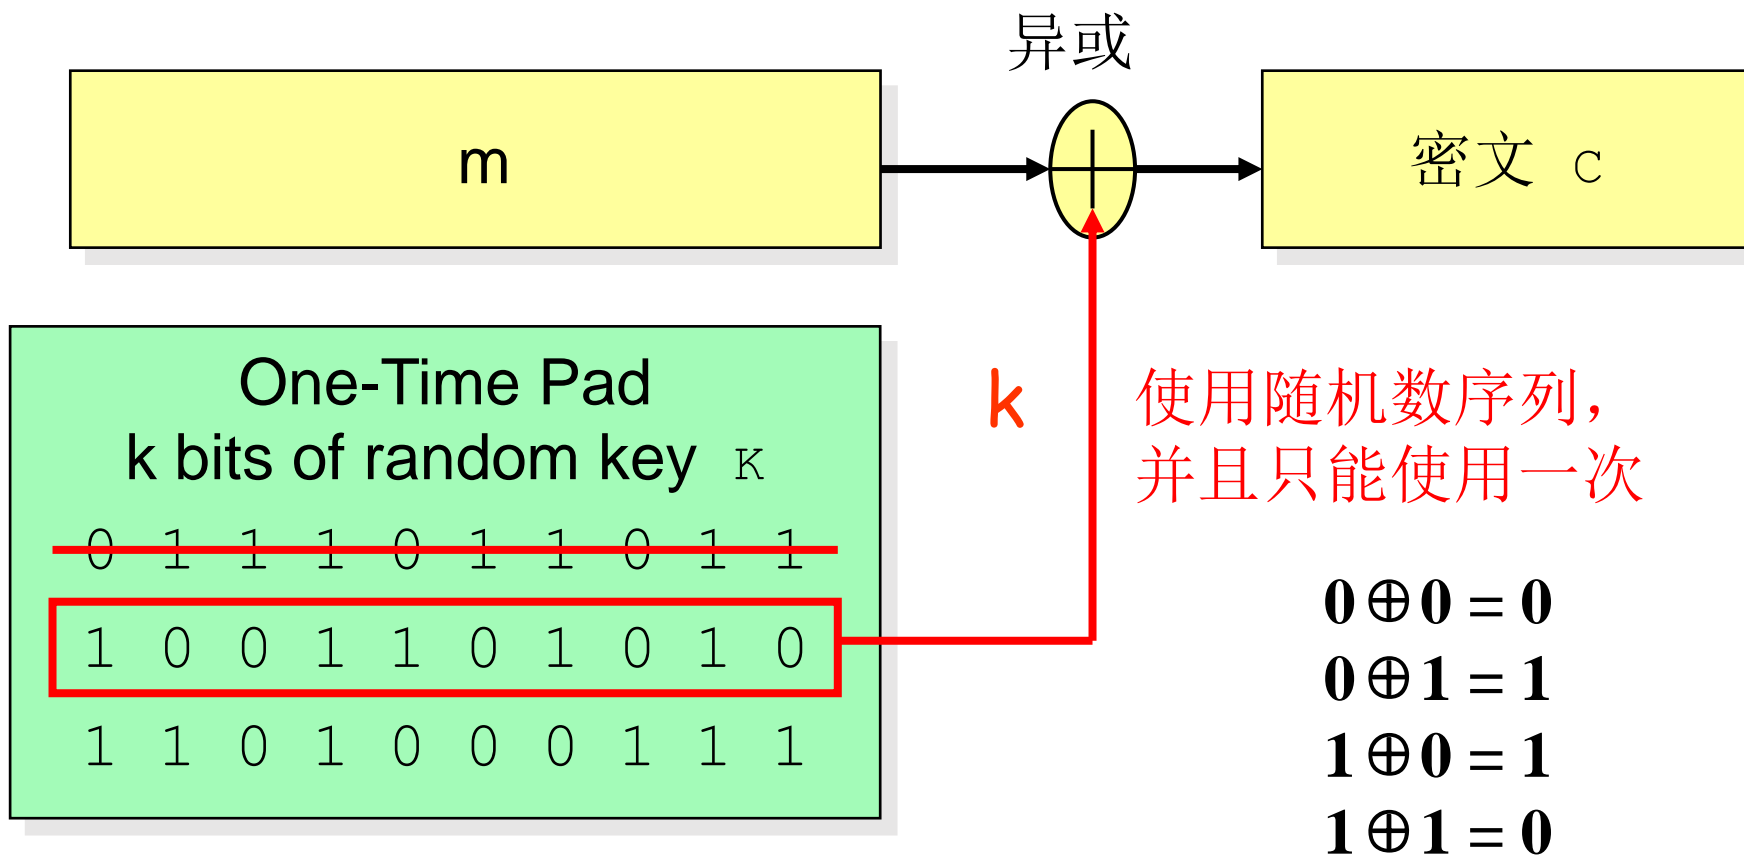 异或
m
密文 C
One-Time Pad
k bits of random key K
0 1 1 1 0 1 1 0 1 1
1 0 0 1 1 0 1 0 1 0
1 1 0 1 0 0 0 1 1 1
k
使用随机数序列，
并且只能使用一次
0⊕0=0
0⊕1=1
1⊕0=1
1⊕1=0